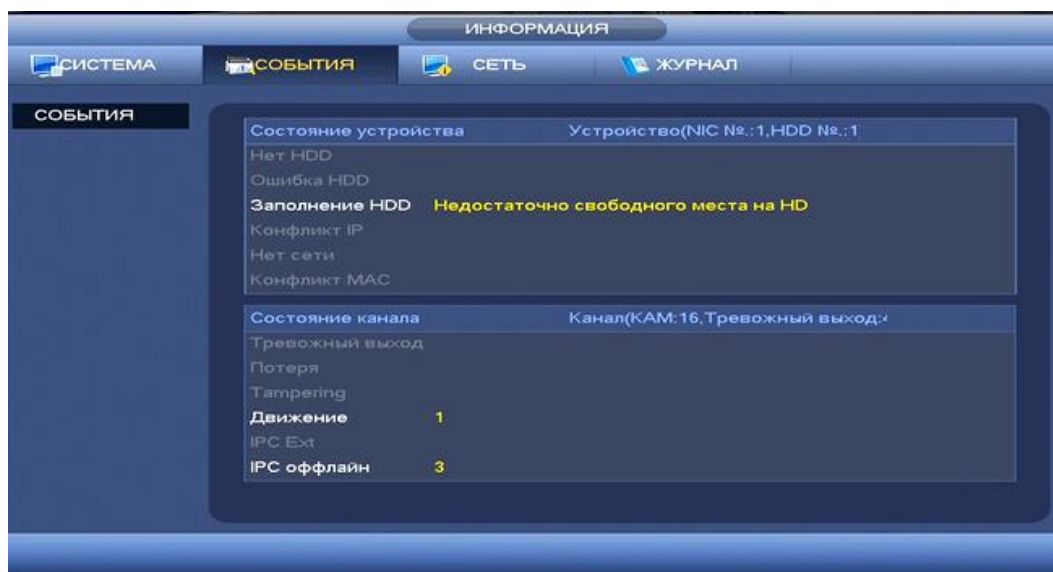 ИНФОРМАЦИЯ
СИСТЕМА СОБЫТИЯ СЕТЬ ЖУРНАЛ
СОБЫТИЯ
Состояние устройства Устройство(NIC №.:1,HDD №.:1
Нет HDD
Ошибка HDD
Заполнение HDD Недостаточно свободного места на HD
Конфликт IP
Нет сети
Конфликт MAC
Состояние канала Канал(КАМ:16,Тревожный выход:
Тревожный выход
Потеря
Tampering
Движение 1
IPC Ext
IPC оффлайн 3